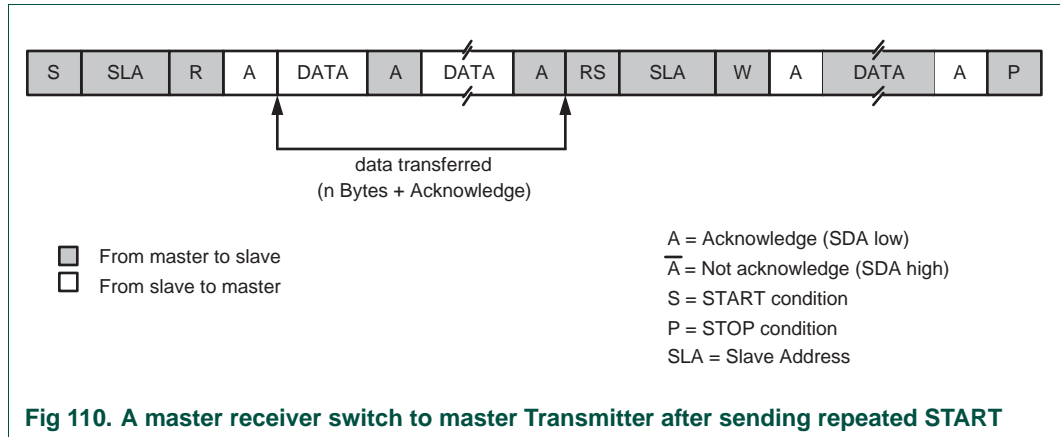 S SLA R A DATA A DATA A RS SLA W A DATA A P
data transferred
(n Bytes + Acknowledge)
From master to slave
From slave to master
A = Acknowledge (SDA low)
A̅ = Not acknowledge (SDA high)
S = START condition
P = STOP condition
SLA = Slave Address
Fig 110. A master receiver switch to master Transmitter after sending repeated START